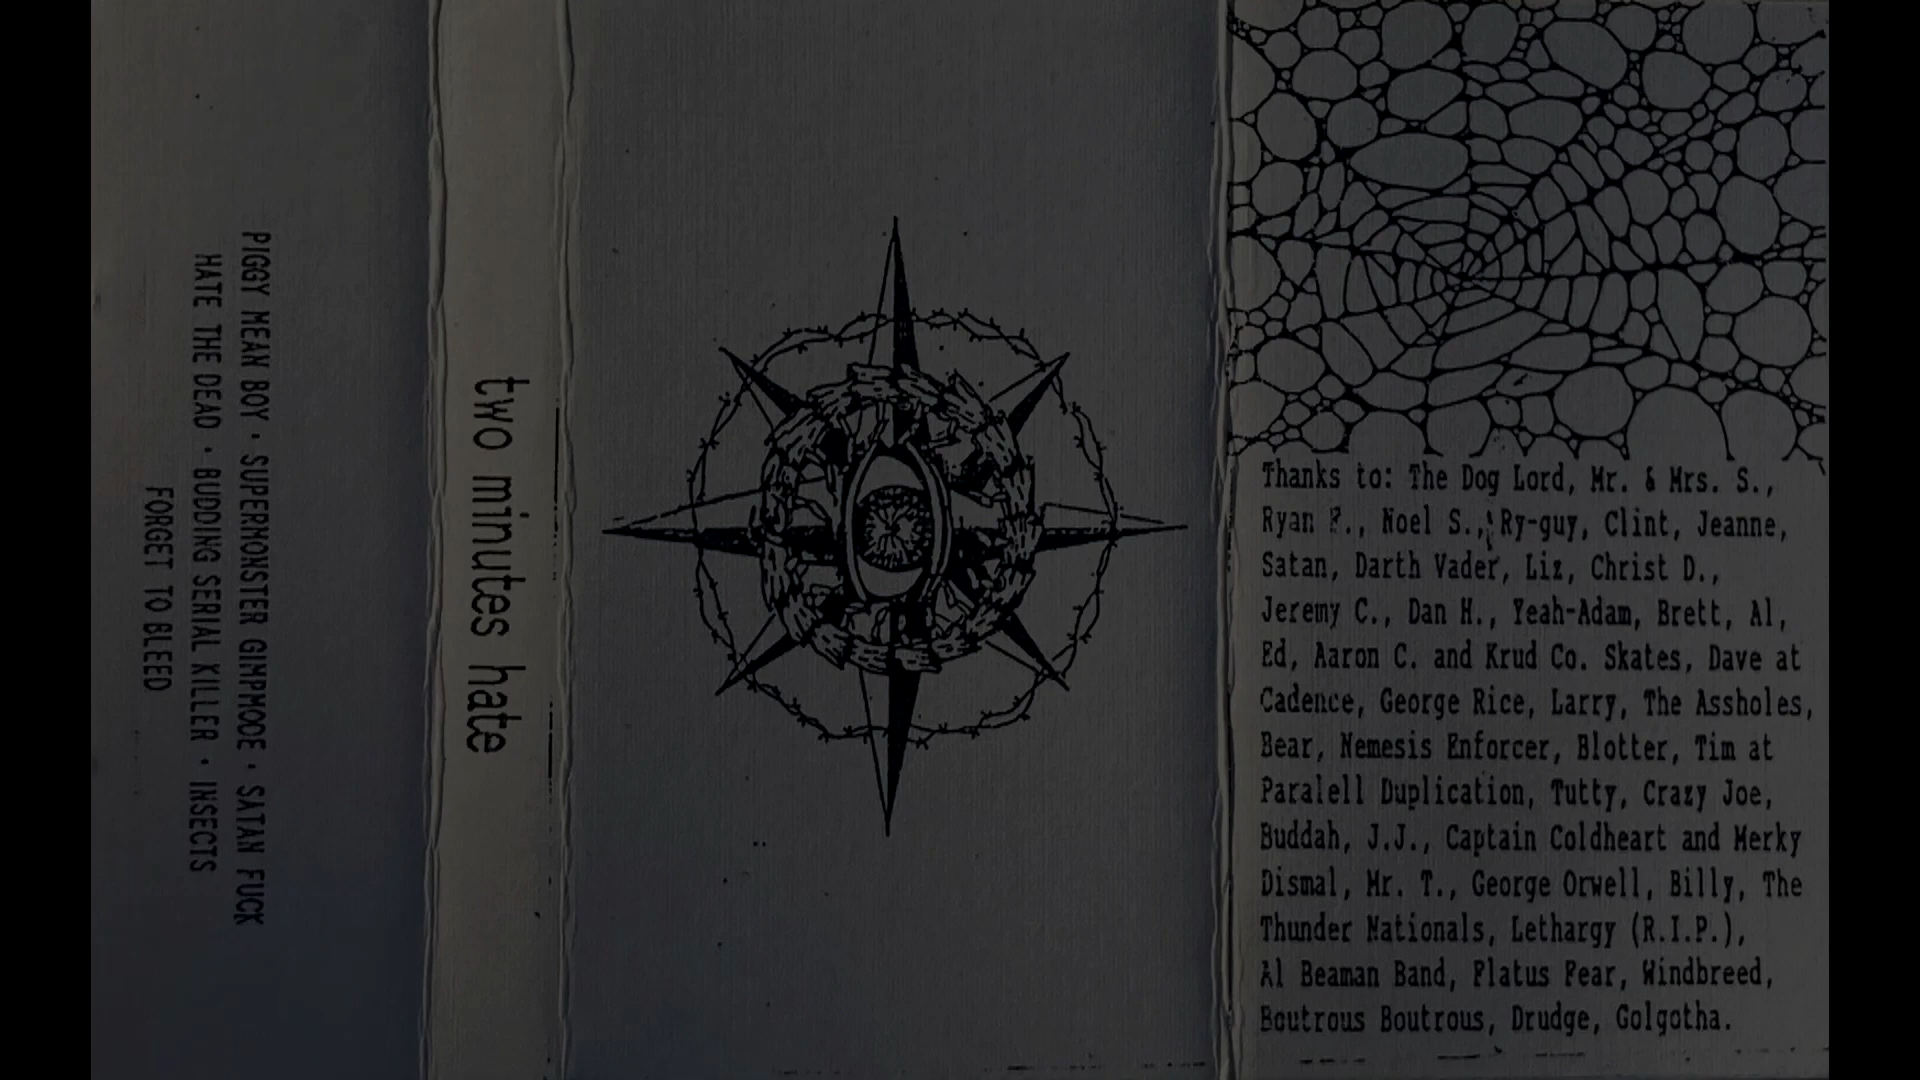 PIGGY MEAN BOY · SUPERMONSTER GIMPMODE · SATAN FUCK
HATE THE DEAD · BUDDING SERIAL KILLER · INSECTS
FORGET TO BLEED
two minutes hate
Thanks to: The Dog Lord, Mr. & Mrs. S.,
Ryan P., Noel S., Ry-guy, Clint, Jeanne,
Satan, Darth Vader, Liz, Christ D.,
Jeremy C., Dan H., Yeah-Adam, Brett, Al,
Ed, Aaron C. and Krud Co. Skates, Dave at
Cadence, George Rice, Larry, The Assholes,
Bear, Nemesis Enforcer, Blotter, Tim at
Paralell Duplication, Tutty, Crazy Joe,
Buddah, J.J., Captain Coldheart and Merky
Dismal, Mr. T., George Orwell, Billy, The
Thunder Nationals, Lethargy (R.I.P.),
Al Beaman Band, Flatus Fear, Windbreed,
Boutrous Boutrous, Drudge, Golgotha.